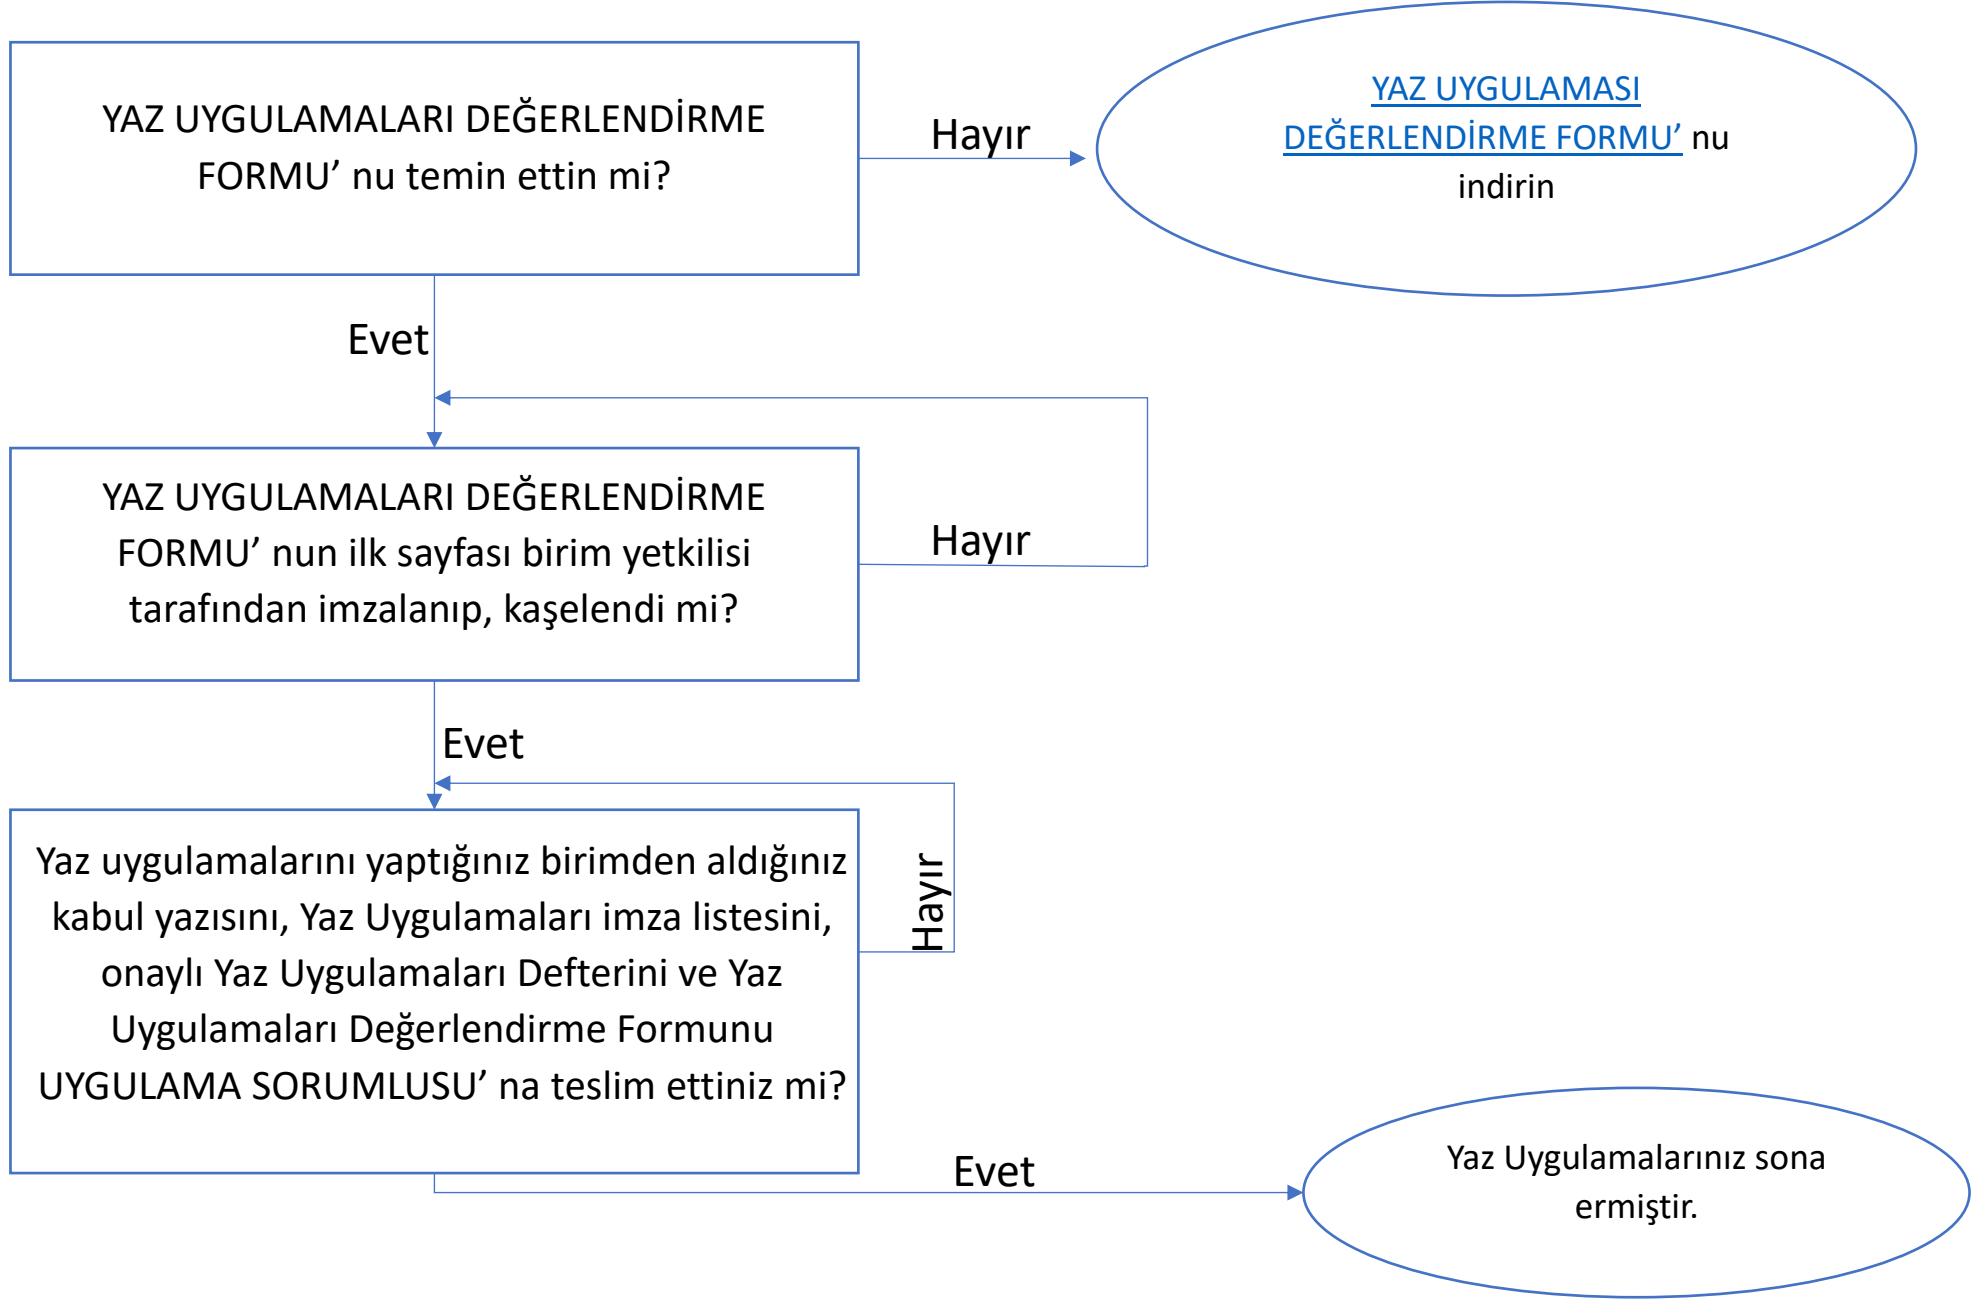 YAZ UYGULAMALARI DEĞERLENDİRME
FORMU’ nu temin ettin mi?
Hayır
YAZ UYGULAMASI
DEĞERLENDİRME FORMU’ nu
indirin
Evet
YAZ UYGULAMALARI DEĞERLENDİRME
FORMU’ nun ilk sayfası birim yetkilisi
tarafından imzalanıp, kaşelendi mi?
Hayır
Evet
Yaz uygulamalarını yaptığınız birimden aldığınız
kabul yazısını, Yaz Uygulamaları imza listesini,
onaylı Yaz Uygulamaları Defterini ve Yaz
Uygulamaları Değerlendirme Formunu
UYGULAMA SORUMLUSU’ na teslim ettiniz mi?
Hayır
Evet
Yaz Uygulamalarınız sona
ermiştir.